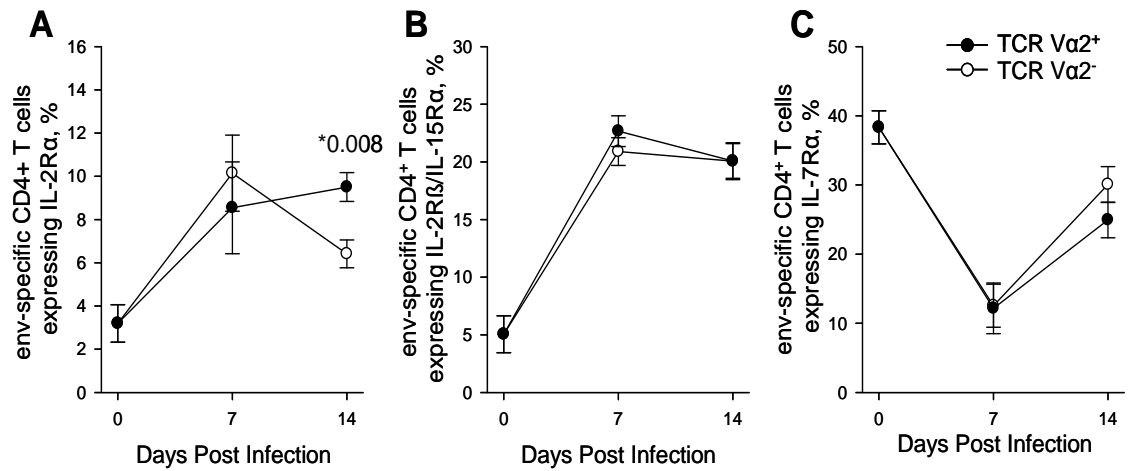 A
env-specific CD4+ T cells
expressing IL-2Rα, %
16
14
12
10
8
6
4
2
0
*0.008
0
7
14
Days Post Infection
B
env-specific CD4⁺ T cells
expressing IL-2Rß/IL-15Rα, %
30
25
20
15
10
5
0
0
7
14
Days Post Infection
C
env-specific CD4⁺ T cells
expressing IL-7Rα, %
50
40
30
20
10
0
TCR Vα2⁺
TCR Vα2⁻
0
7
14
Days Post Infection